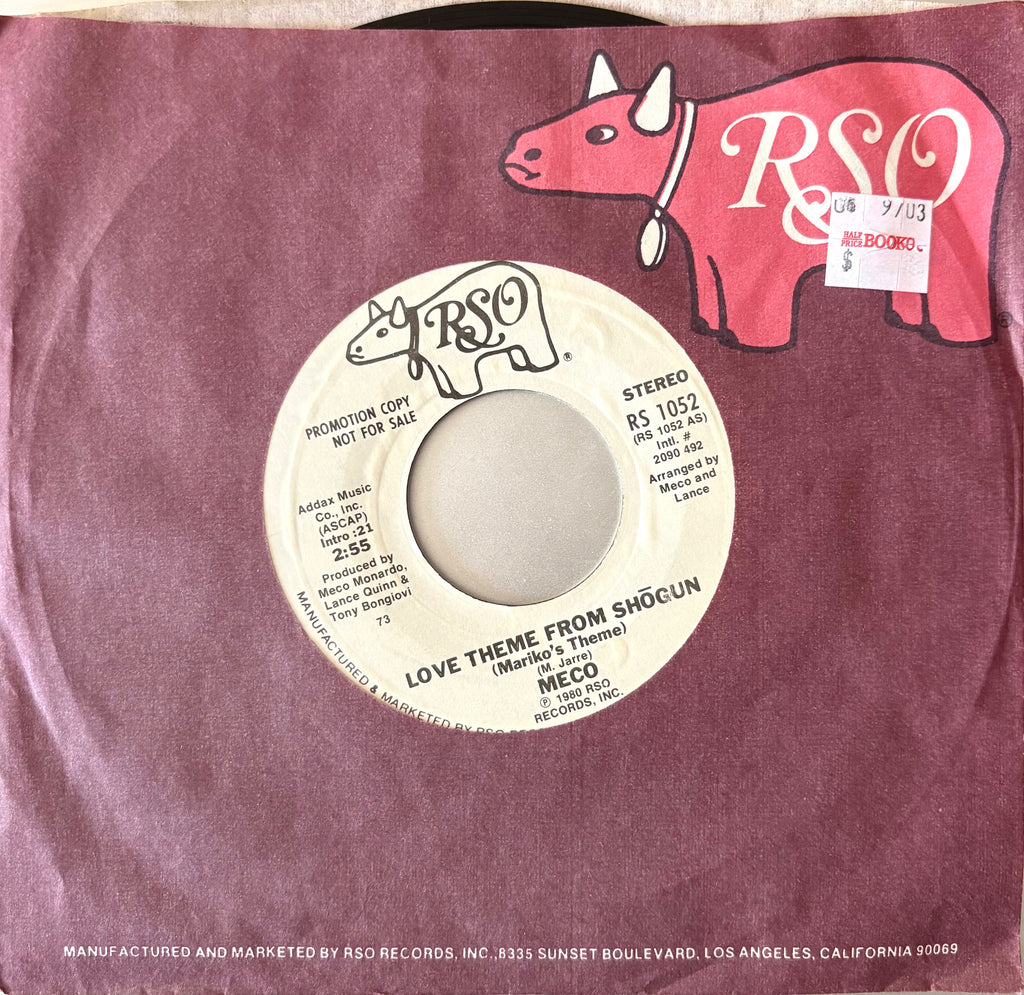 RSO
®
U6 9/U3
HALF
PRICE BOOKS
$
RSO
®
PROMOTION COPY
NOT FOR SALE
STEREO
RS 1052
(RS 1052 AS)
Intl. #
2090 492
Arranged by
Meco and
Lance
Addax Music
Co., Inc.
(ASCAP)
Intro :21
2:55
Produced by
Meco Monardo,
Lance Quinn &
Tony Bongiovi
73
LOVE THEME FROM SHŌGUN
(Mariko's Theme)
(M. Jarre)
MECO
℗ 1980 RSO
RECORDS, INC.
MANUFACTURED & MARKETED BY RSO
MANUFACTURED AND MARKETED BY RSO RECORDS, INC.,8335 SUNSET BOULEVARD, LOS ANGELES, CALIFORNIA 90069